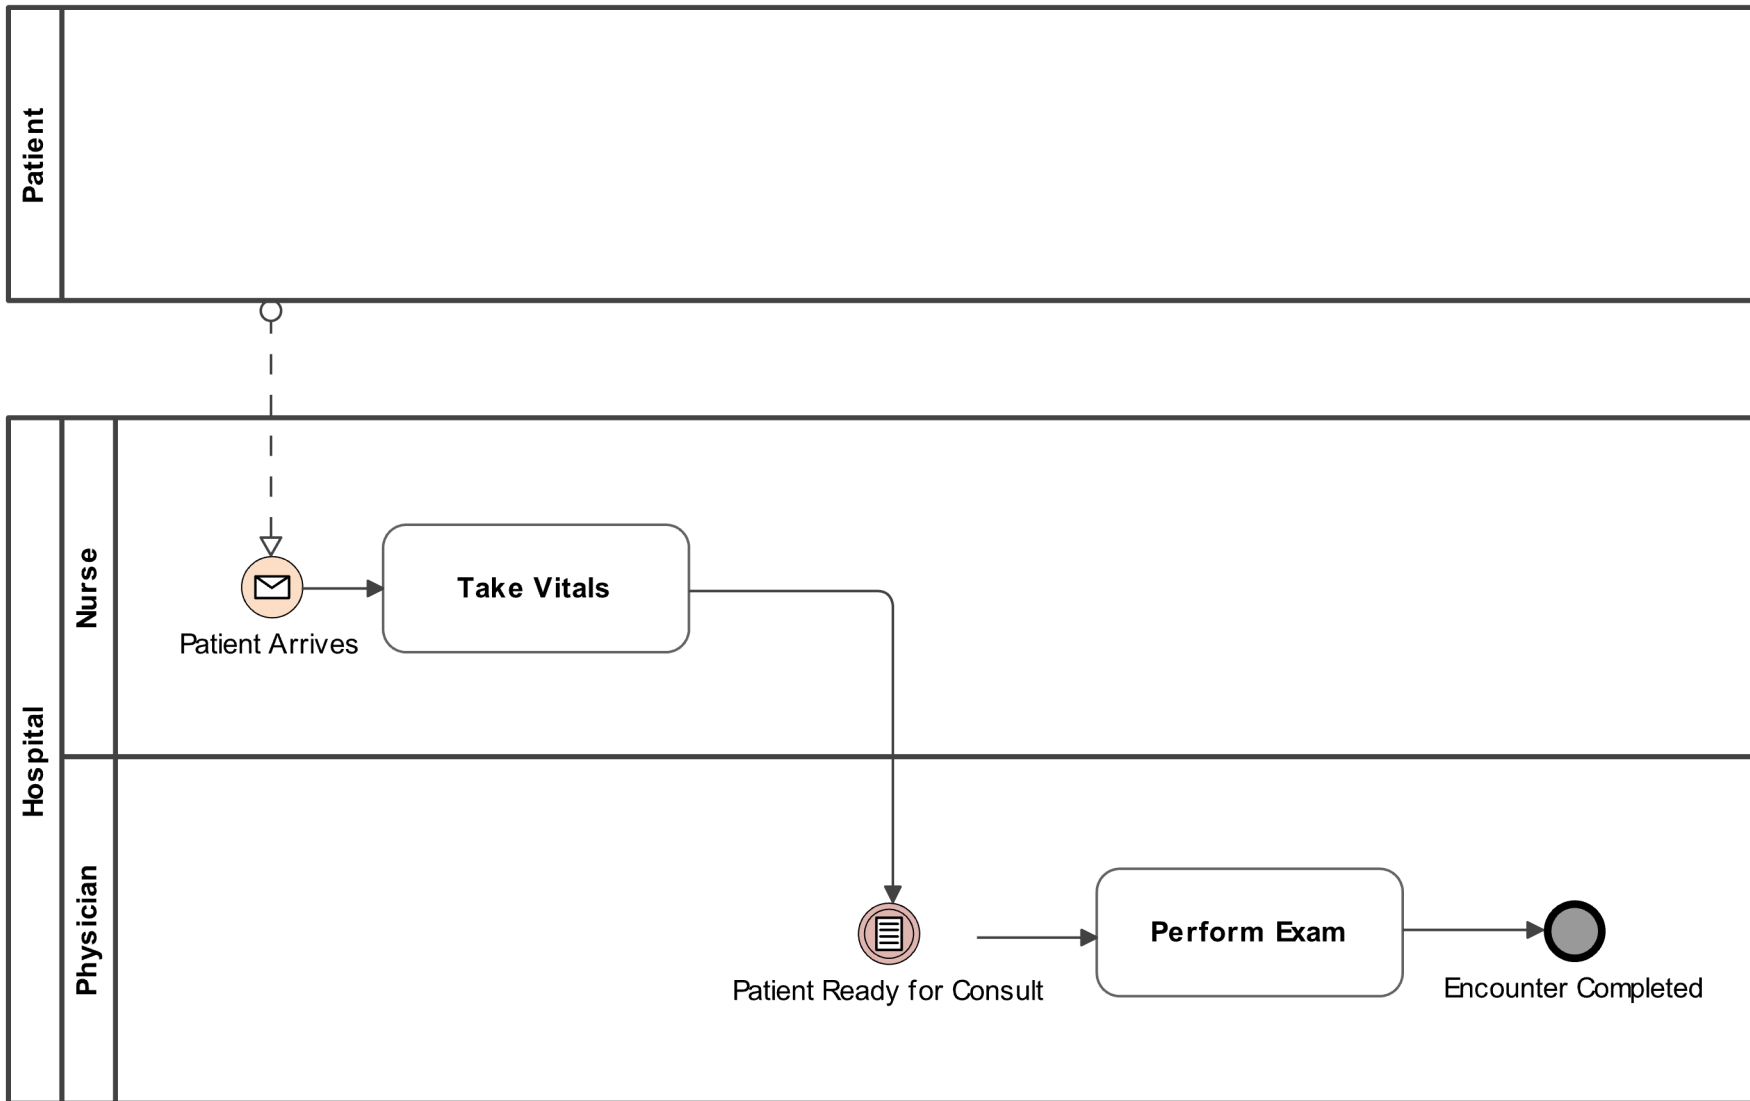 Patient
Hospital
Nurse
Patient Arrives
Take Vitals
Physician
Patient Ready for Consult
Perform Exam
Encounter Completed